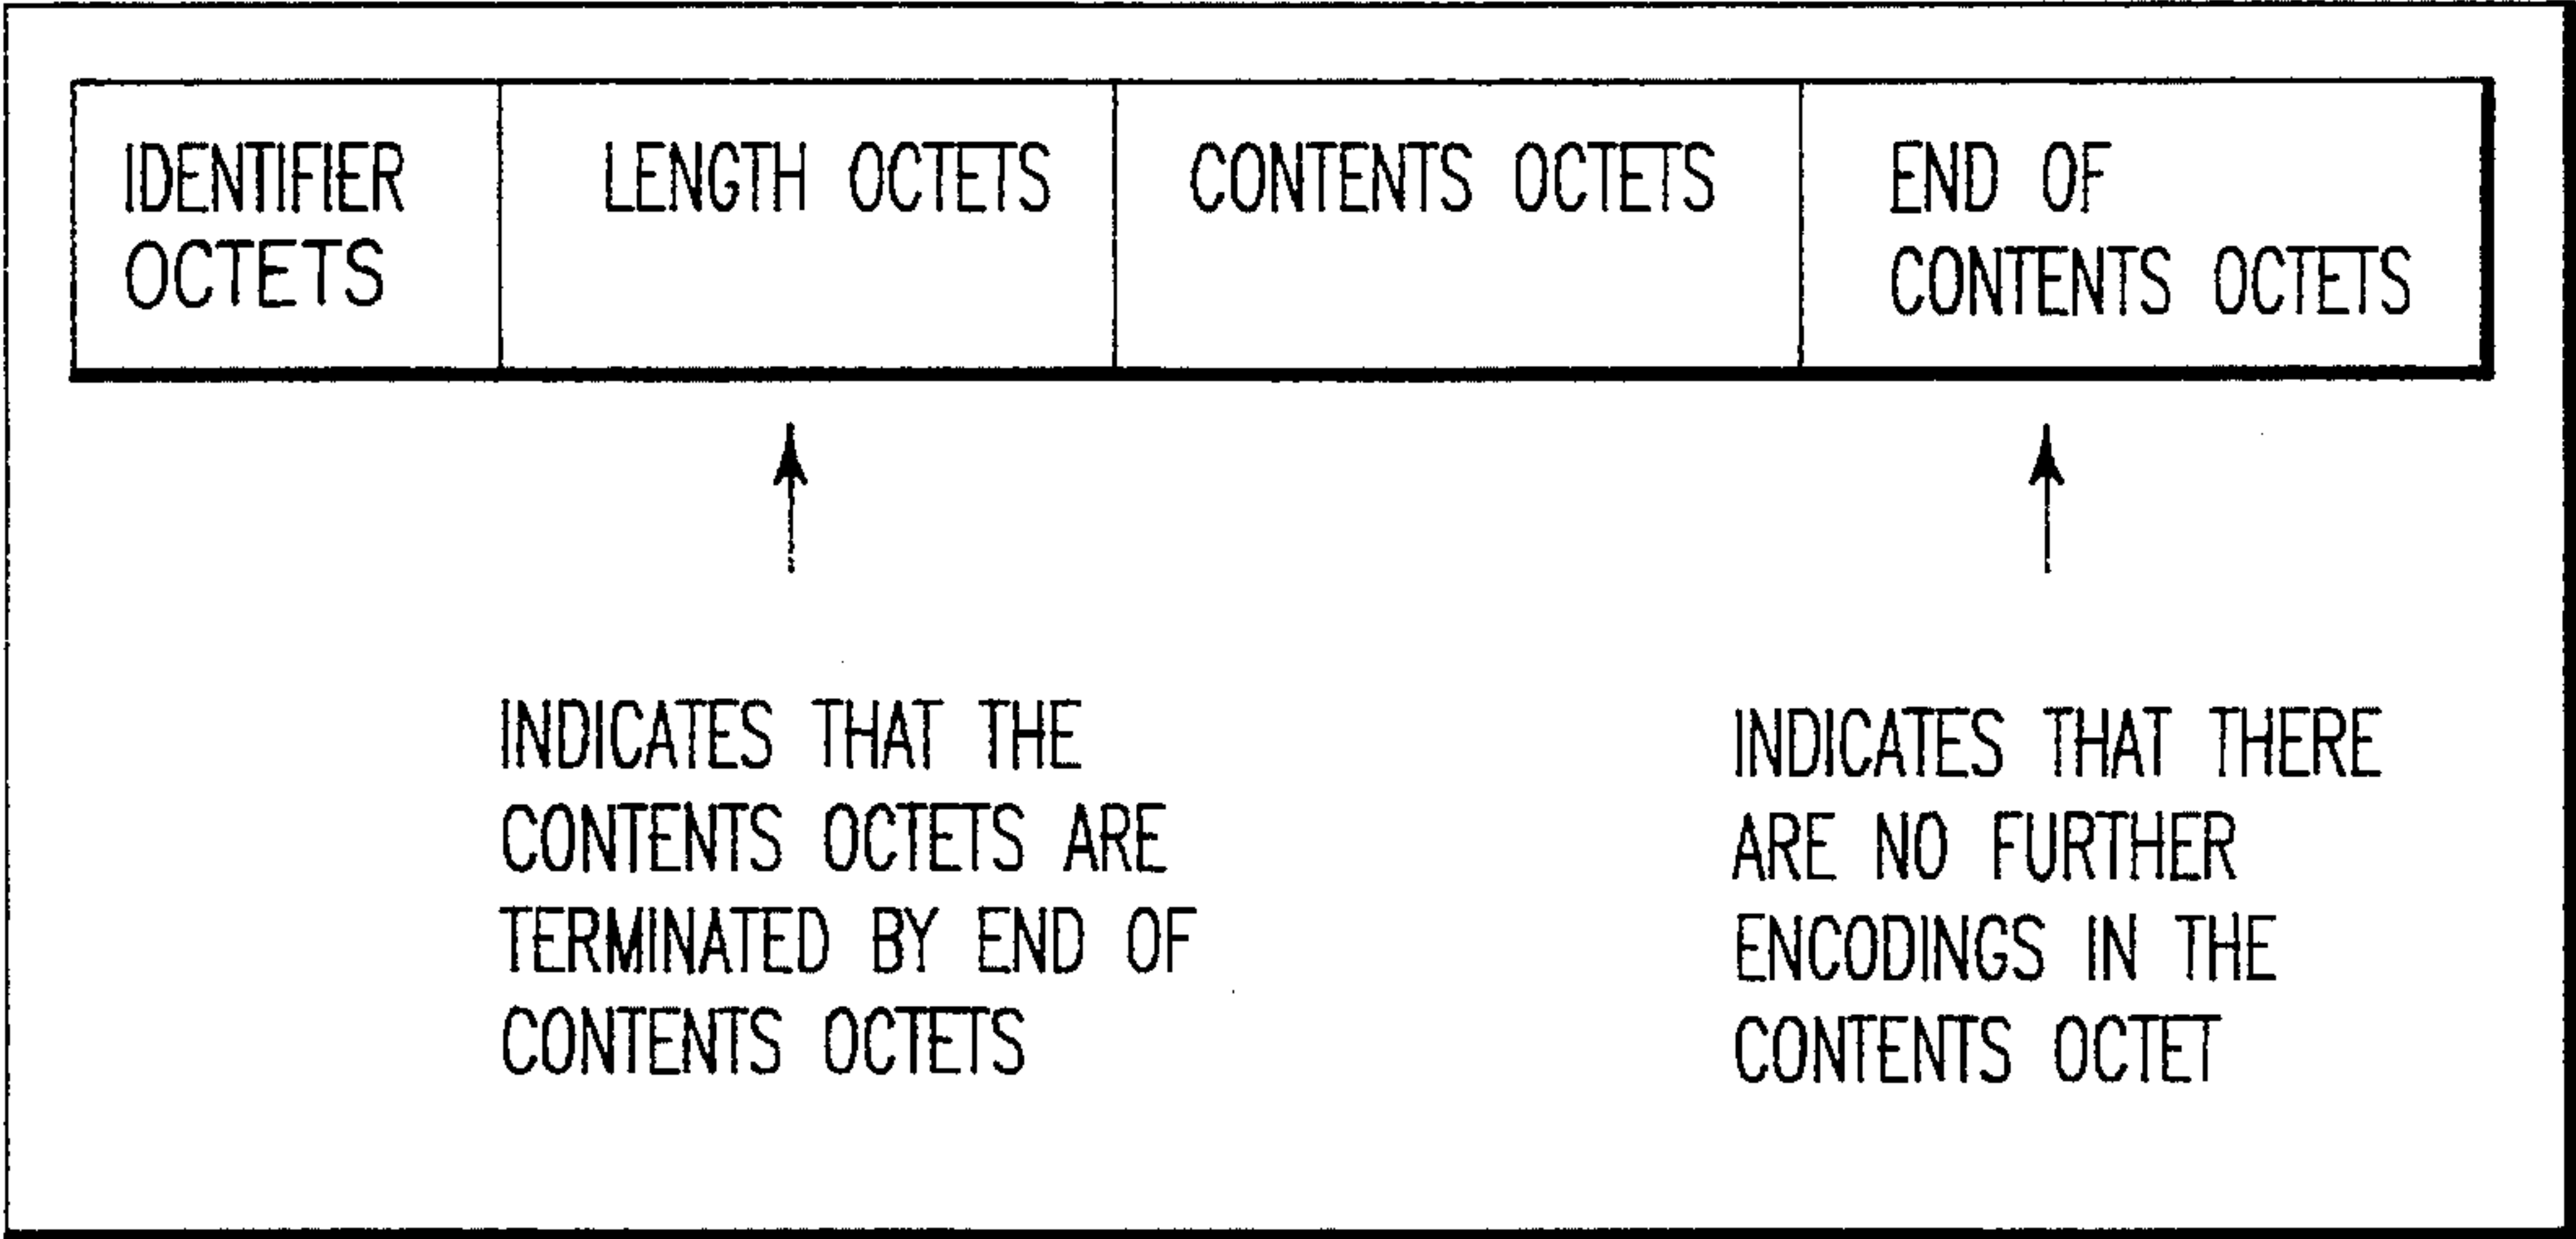 IDENTIFIER
OCTETS
LENGTH OCTETS
CONTENTS OCTETS
END OF
CONTENTS OCTETS
INDICATES THAT THE
CONTENTS OCTETS ARE
TERMINATED BY END OF
CONTENTS OCTETS
INDICATES THAT THERE
ARE NO FURTHER
ENCODINGS IN THE
CONTENTS OCTET